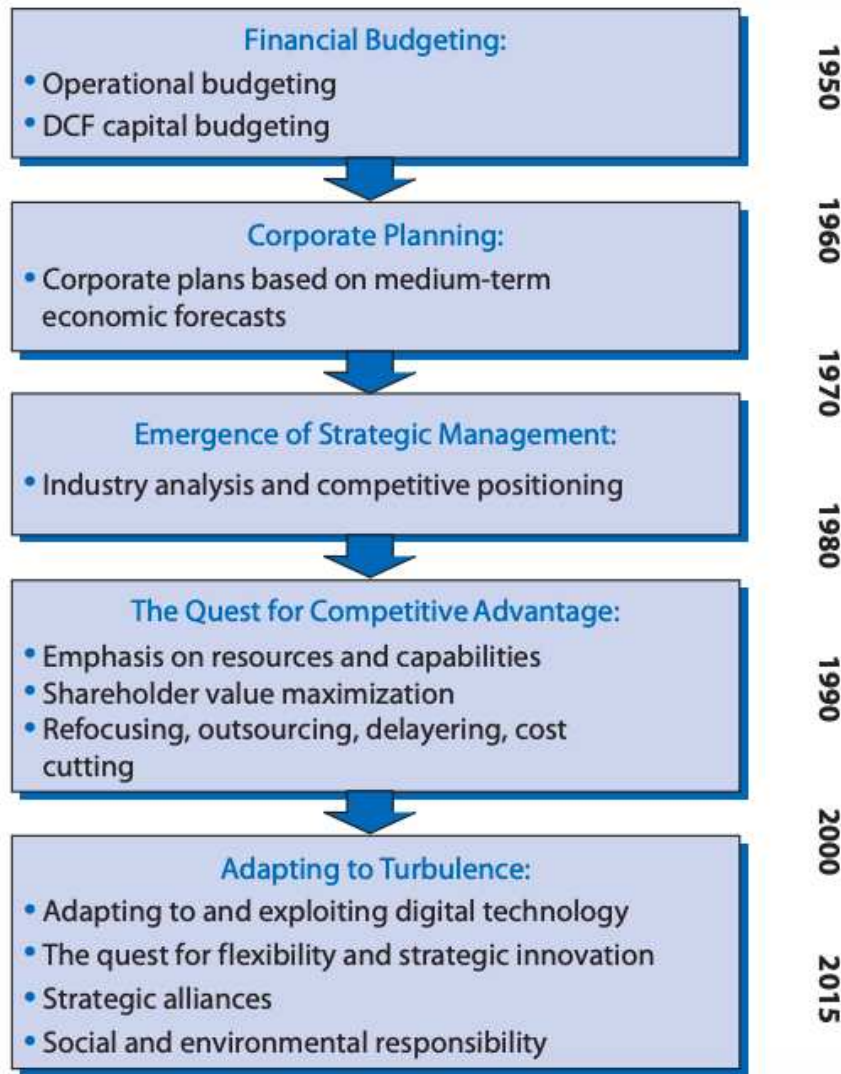 Financial Budgeting:
• Operational budgeting
• DCF capital budgeting
1950
Corporate Planning:
• Corporate plans based on medium-term
economic forecasts
1960
1970
Emergence of Strategic Management:
• Industry analysis and competitive positioning
1980
The Quest for Competitive Advantage:
• Emphasis on resources and capabilities
• Shareholder value maximization
• Refocusing, outsourcing, delayering, cost
cutting
1990
2000
Adapting to Turbulence:
• Adapting to and exploiting digital technology
• The quest for flexibility and strategic innovation
• Strategic alliances
• Social and environmental responsibility
2015